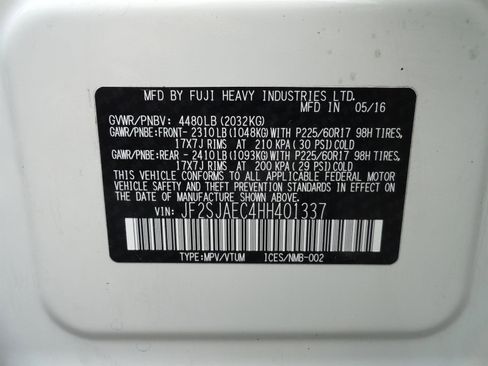 MFD BY FUJI HEAVY INDUSTRIES LTD.
MFD IN 05/16
GVWR/PNBV: 4480LB (2032KG)
GAWR/PNBE:FRONT- 2310LB (1048KG) WITH P225/60R17 98H TIRES,
17X7J RIMS AT 210 KPA (30 PSI) COLD
GAWR/PNBE:REAR - 2410LB (1093KG) WITH P225/60R17 98H TIRES,
17X7J RIMS AT 200 KPA (29 PSI) COLD
THIS VEHICLE CONFORMS TO ALL APPLICABLE FEDERAL MOTOR
VEHICLE SAFETY AND THEFT PREVENTION STANDARDS IN EFFECT ON
THE DATE OF MANUFACTURE SHOWN ABOVE.
VIN: JF2SJAEC4HH401337
TYPE:MPV/VTUM ICES/NMB-002